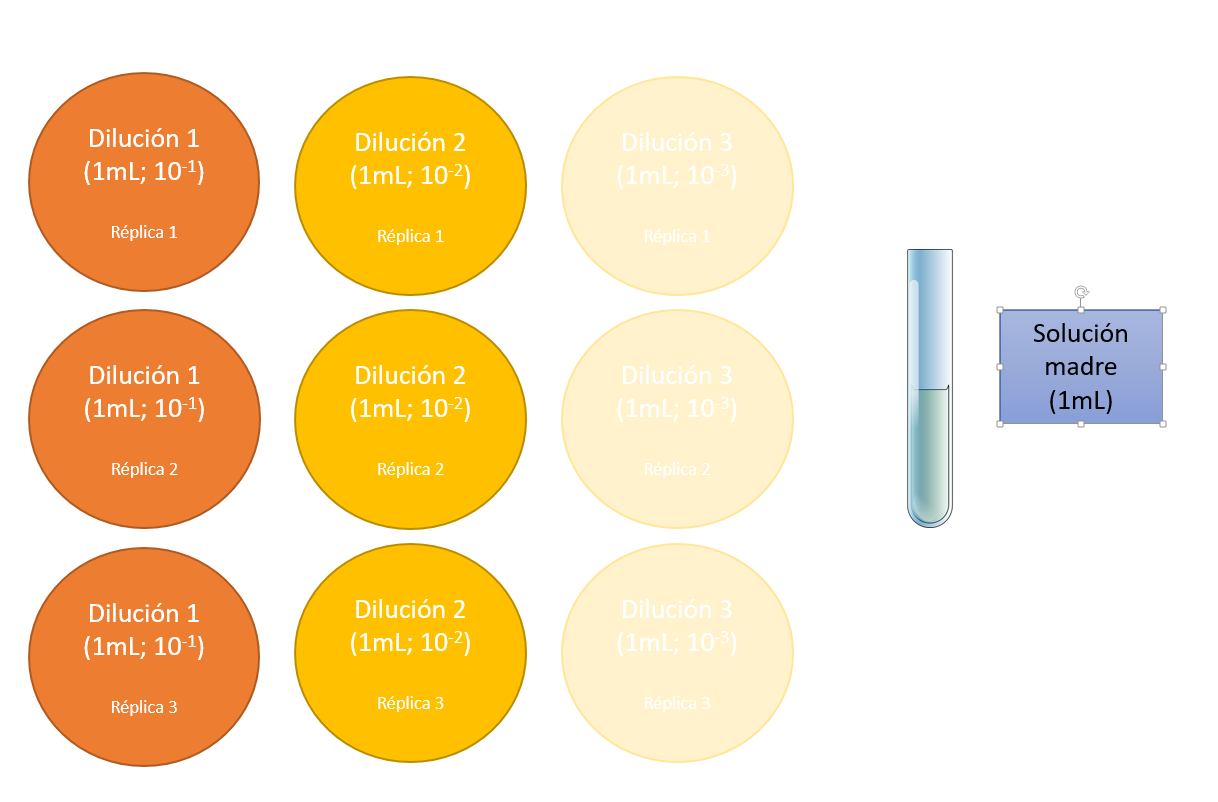 Dilución 1
(1mL; 10⁻¹)
Réplica 1
Dilución 2
(1mL; 10⁻²)
Réplica 1
Dilución 3
(1mL; 10⁻³)
Réplica 1
Dilución 1
(1mL; 10⁻¹)
Réplica 2
Dilución 2
(1mL; 10⁻²)
Réplica 2
Dilución 3
(1mL; 10⁻³)
Réplica 2
Dilución 1
(1mL; 10⁻¹)
Réplica 3
Dilución 2
(1mL; 10⁻²)
Réplica 3
Dilución 3
(1mL; 10⁻³)
Réplica 3
Solución
madre
(1mL)